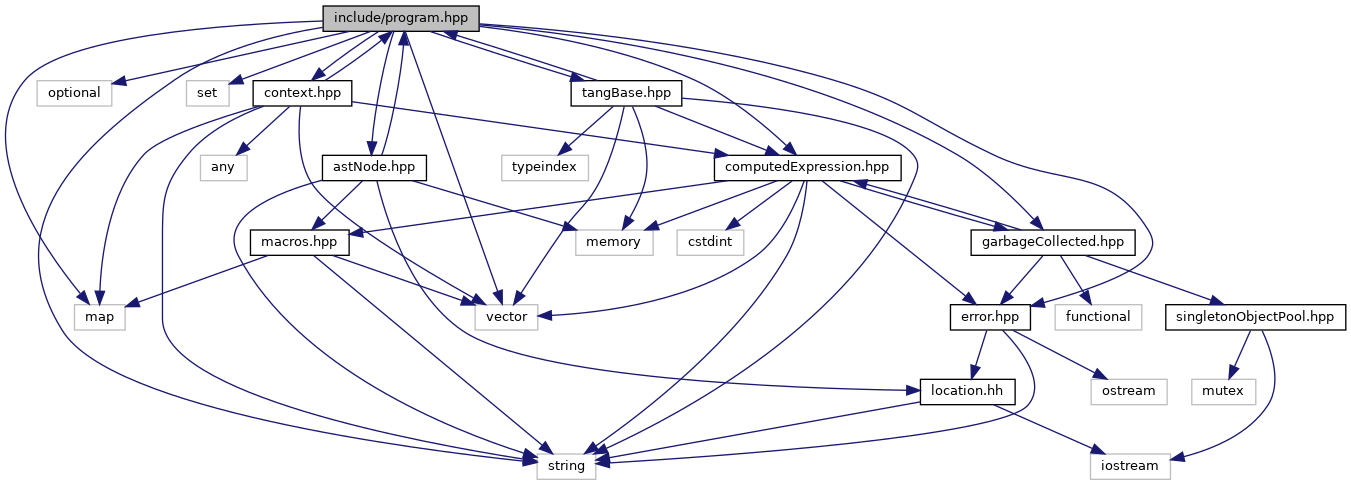 include/program.hpp
optional
set
context.hpp
tangBase.hpp
any
astNode.hpp
typeindex
computedExpression.hpp
macros.hpp
memory
cstdint
garbageCollected.hpp
map
vector
error.hpp
functional
singletonObjectPool.hpp
location.hh
ostream
mutex
string
iostream